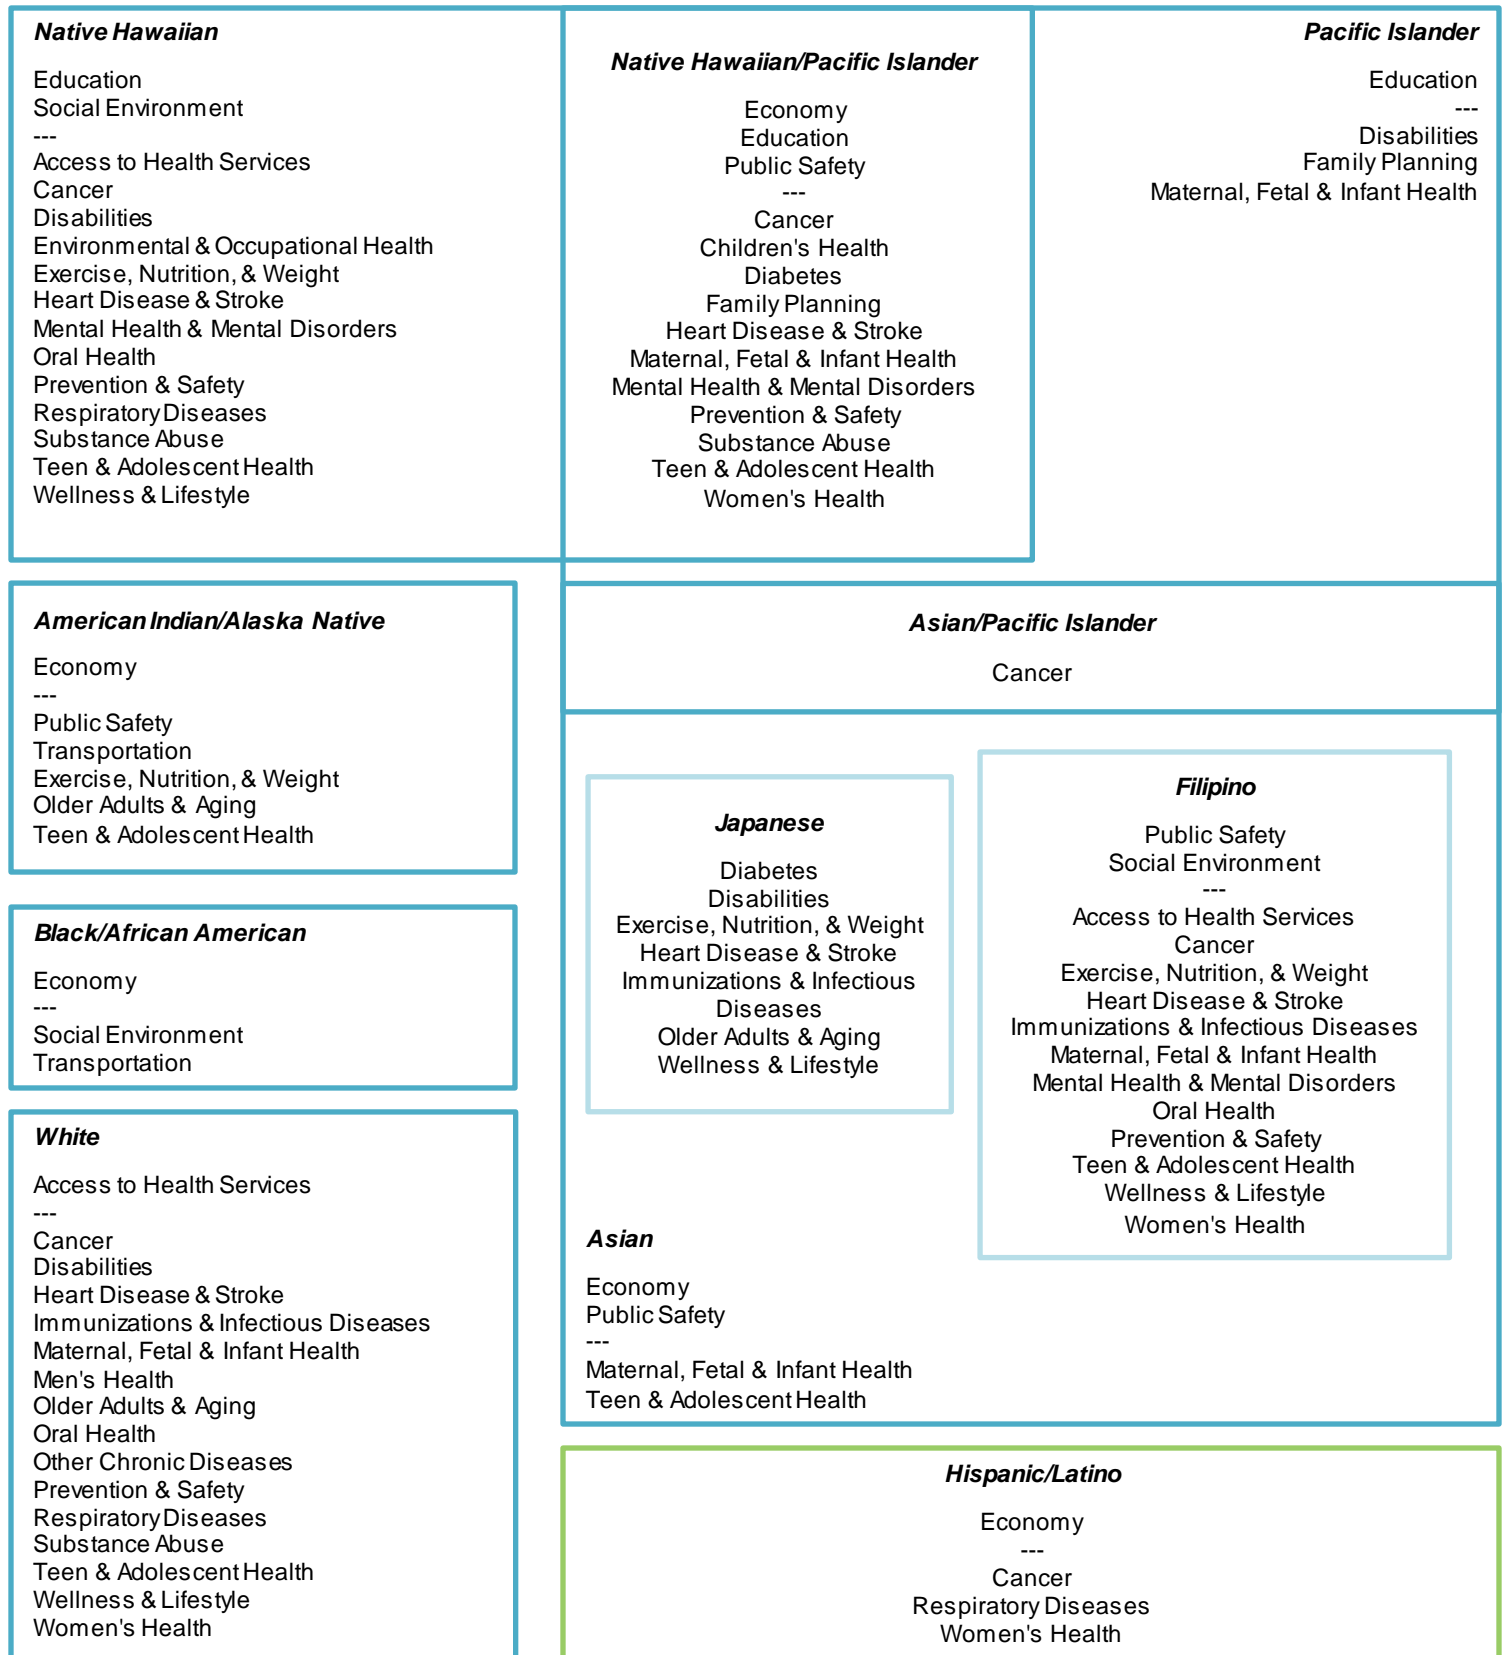 Native Hawaiian
Education
Social Environment
---
Access to Health Services
Cancer
Disabilities
Environmental & Occupational Health
Exercise, Nutrition, & Weight
Heart Disease & Stroke
Mental Health & Mental Disorders
Oral Health
Prevention & Safety
Respiratory Diseases
Substance Abuse
Teen & Adolescent Health
Wellness & Lifestyle
Native Hawaiian/Pacific Islander
Economy
Education
Public Safety
---
Cancer
Children's Health
Diabetes
Family Planning
Heart Disease & Stroke
Maternal, Fetal & Infant Health
Mental Health & Mental Disorders
Prevention & Safety
Substance Abuse
Teen & Adolescent Health
Women's Health
Pacific Islander
Education
---
Disabilities
Family Planning
Maternal, Fetal & Infant Health
American Indian/Alaska Native
Economy
---
Public Safety
Transportation
Exercise, Nutrition, & Weight
Older Adults & Aging
Teen & Adolescent Health
Black/African American
Economy
---
Social Environment
Transportation
White
Access to Health Services
---
Cancer
Disabilities
Heart Disease & Stroke
Immunizations & Infectious Diseases
Maternal, Fetal & Infant Health
Men's Health
Older Adults & Aging
Oral Health
Other Chronic Diseases
Prevention & Safety
Respiratory Diseases
Substance Abuse
Teen & Adolescent Health
Wellness & Lifestyle
Women's Health
Asian/Pacific Islander
Cancer
Japanese
Diabetes
Disabilities
Exercise, Nutrition, & Weight
Heart Disease & Stroke
Immunizations & Infectious
Diseases
Older Adults & Aging
Wellness & Lifestyle
Filipino
Public Safety
Social Environment
---
Access to Health Services
Cancer
Exercise, Nutrition, & Weight
Heart Disease & Stroke
Immunizations & Infectious Diseases
Maternal, Fetal & Infant Health
Mental Health & Mental Disorders
Oral Health
Prevention & Safety
Teen & Adolescent Health
Wellness & Lifestyle
Women's Health
Asian
Economy
Public Safety
---
Maternal, Fetal & Infant Health
Teen & Adolescent Health
Hispanic/Latino
Economy
---
Cancer
Respiratory Diseases
Women's Health